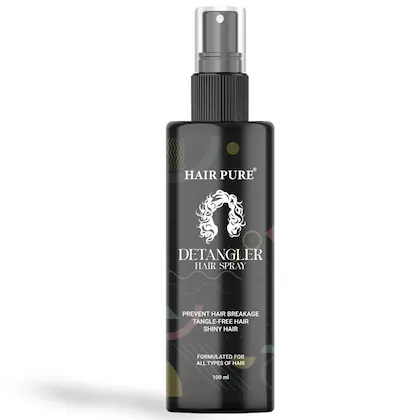 HAIR PURE®
DETANGLER
HAIR SPRAY
PREVENT HAIR BREAKAGE
TANGLE-FREE HAIR
SHINY HAIR
FORMULATED FOR
ALL TYPES OF HAIR
100 ml